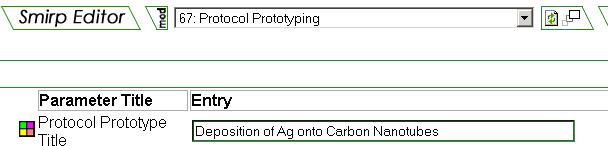 Smirp Editor mod 67: Protocol Prototyping
Parameter Title Entry
Protocol Prototype
Title Deposition of Ag onto Carbon Nanotubes